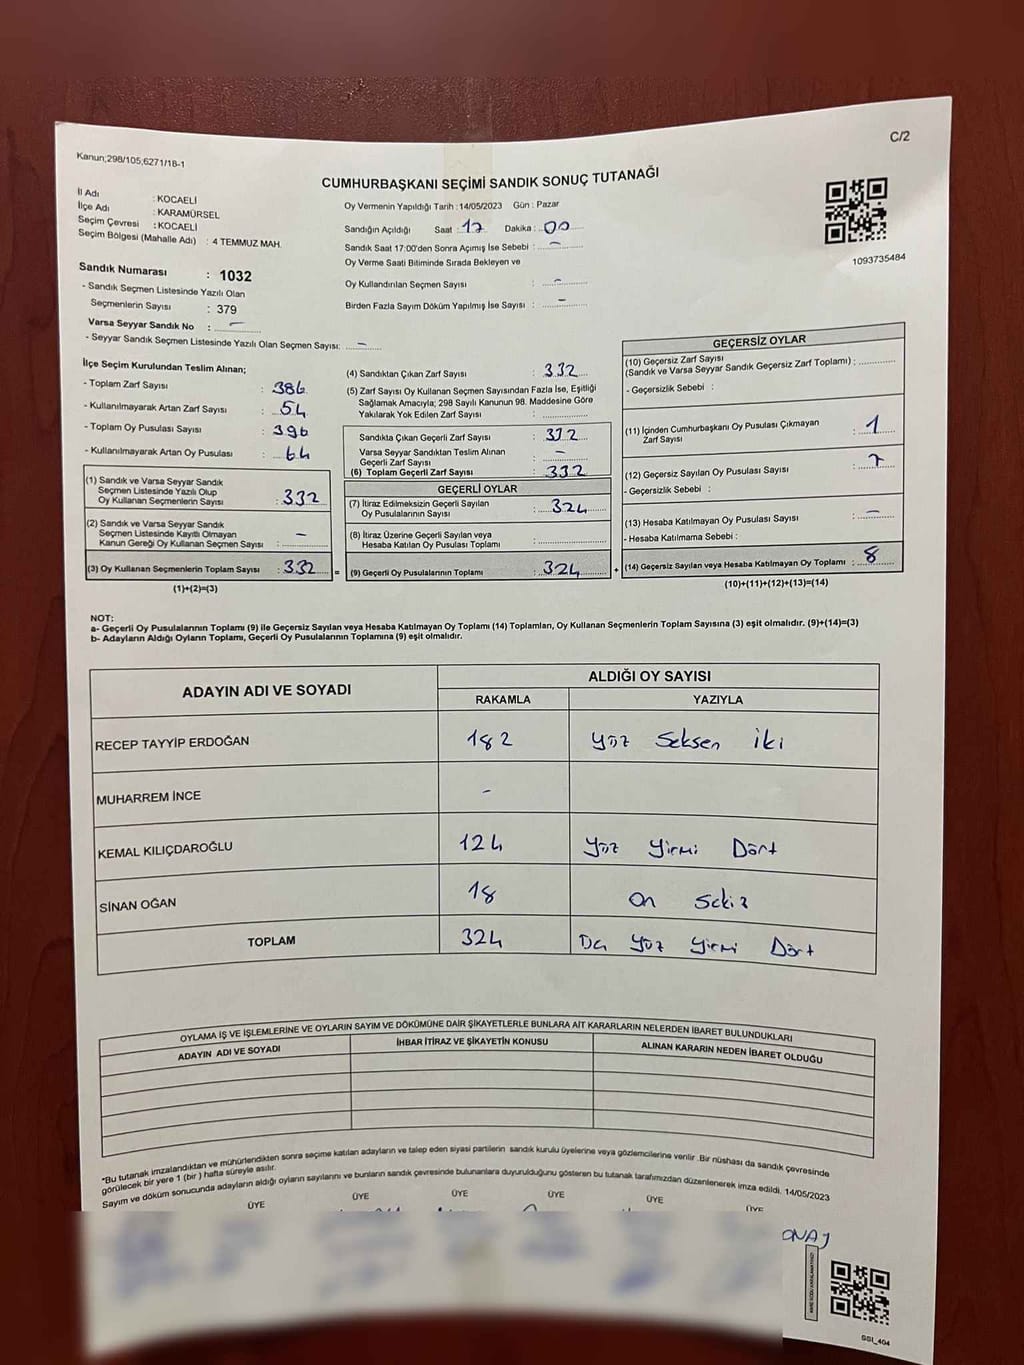 C/2
Kanun;298/105,6271/18-1
CUMHURBAŞKANI SEÇİMİ SANDIK SONUÇ TUTANAĞI
İl Adı : KOCAELİ
İlçe Adı : KARAMÜRSEL
Seçim Çevresi : KOCAELİ
Seçim Bölgesi (Mahalle Adı) : 4 TEMMUZ MAH.
Sandık Numarası : 1032
- Sandık Seçmen Listesinde Yazılı Olan
Seçmenlerin Sayısı : 379
Varsa Seyyar Sandık No : -
- Seyyar Sandık Seçmen Listesinde Yazılı Olan Seçmen Sayısı: -
Oy Vermenin Yapıldığı Tarih : 14/05/2023 Gün : Pazar
Sandığın Açıldığı Saat : 17 Dakika : 00
Sandık Saat 17:00'den Sonra Açımış İse Sebebi : -
Oy Verme Saati Bitiminde Sırada Bekleyen ve
Oy Kullandırılan Seçmen Sayısı : -
Birden Fazla Sayım Döküm Yapılmış İse Sayısı : -
1093735484
İlçe Seçim Kurulundan Teslim Alınan;
- Toplam Zarf Sayısı : 386
- Kullanılmayarak Artan Zarf Sayısı : 54
- Toplam Oy Pusulası Sayısı : 396
- Kullanılmayarak Artan Oy Pusulası : 64
(1) Sandık ve Varsa Seyyar Sandık
Seçmen Listesinde Yazılı Olup
Oy Kullanan Seçmenlerin Sayısı : 332
(2) Sandık ve Varsa Seyyar Sandık
Seçmen Listesinde Kayıtlı Olmayan
Kanun Gereği Oy Kullanan Seçmen Sayısı : -
(3) Oy Kullanan Seçmenlerin Toplam Sayısı : 332 =
(1)+(2)=(3)
(4) Sandıktan Çıkan Zarf Sayısı : 332
(5) Zarf Sayısı Oy Kullanan Seçmen Sayısından Fazla İse, Eşitliği
Sağlamak Amacıyla; 298 Sayılı Kanunun 98. Maddesine Göre
Yakılarak Yok Edilen Zarf Sayısı :
Sandıkta Çıkan Geçerli Zarf Sayısı : 332
Varsa Seyyar Sandıktan Teslim Alınan
Geçerli Zarf Sayısı : -
(6) Toplam Geçerli Zarf Sayısı : 332
GEÇERLİ OYLAR
(7) İtiraz Edilmeksizin Geçerli Sayılan
Oy Pusulalarının Sayısı : 324
(8) İtiraz Üzerine Geçerli Sayılan veya
Hesaba Katılan Oy Pusulası Toplamı :
(9) Geçerli Oy Pusulalarının Toplamı : 324 +
GEÇERSİZ OYLAR
(10) Geçersiz Zarf Sayısı
(Sandık ve Varsa Seyyar Sandık Geçersiz Zarf Toplamı) :
- Geçersizlik Sebebi :
(11) İçinden Cumhurbaşkanı Oy Pusulası Çıkmayan
Zarf Sayısı : 1
(12) Geçersiz Sayılan Oy Pusulası Sayısı : 7
- Geçersizlik Sebebi :
(13) Hesaba Katılmayan Oy Pusulası Sayısı : -
- Hesaba Katılmama Sebebi :
(14) Geçersiz Sayılan veya Hesaba Katılmayan Oy Toplamı : 8
(10)+(11)+(12)+(13)=(14)
NOT:
a- Geçerli Oy Pusulalarının Toplamı (9) ile Geçersiz Sayılan veya Hesaba Katılmayan Oy Toplamı (14) Toplamları, Oy Kullanan Seçmenlerin Toplam Sayısına (3) eşit olmalıdır. (9)+(14)=(3)
b- Adayların Aldığı Oyların Toplamı, Geçerli Oy Pusulalarının Toplamına (9) eşit olmalıdır.
ADAYIN ADI VE SOYADI ALDIĞI OY SAYISI
RAKAMLA YAZIYLA
RECEP TAYYİP ERDOĞAN 182 Yüz Seksen İki
MUHARREM İNCE -
KEMAL KILIÇDAROĞLU 124 Yüz Yirmi Dört
SİNAN OĞAN 18 On Sekiz
TOPLAM 324 Yüz Yirmi Dört
OYLAMA İŞ VE İŞLEMLERİNE VE OYLARIN SAYIM VE DÖKÜMÜNE DAİR ŞİKAYETLERLE BUNLARA AİT KARARLARIN NELERDEN İBARET BULUNDUKLARI
ADAYIN ADI VE SOYADI İHBAR İTİRAZ VE ŞİKAYETİN KONUSU ALINAN KARARIN NEDEN İBARET OLDUĞU
*Bu tutanak imzalandıktan ve mühürlendikten sonra seçime katılan adayların ve talep eden siyasi partilerin sandık kurulu üyelerine veya gözlemcilerine verilir .Bir nüshası da sandık çevresinde
görülecek bir yere 1 (bir ) hafta süreyle asılır.
Sayım ve döküm sonucunda adayların aldığı oyların sayılarını ve bunların sandık çevresinde bulunanlara duyurulduğunu gösteren bu tutanak tarafımızdan düzenlenerek imza edildi. 14/05/2023
ÜYE ÜYE ÜYE ÜYE ÜYE ÜYE
SSI_404